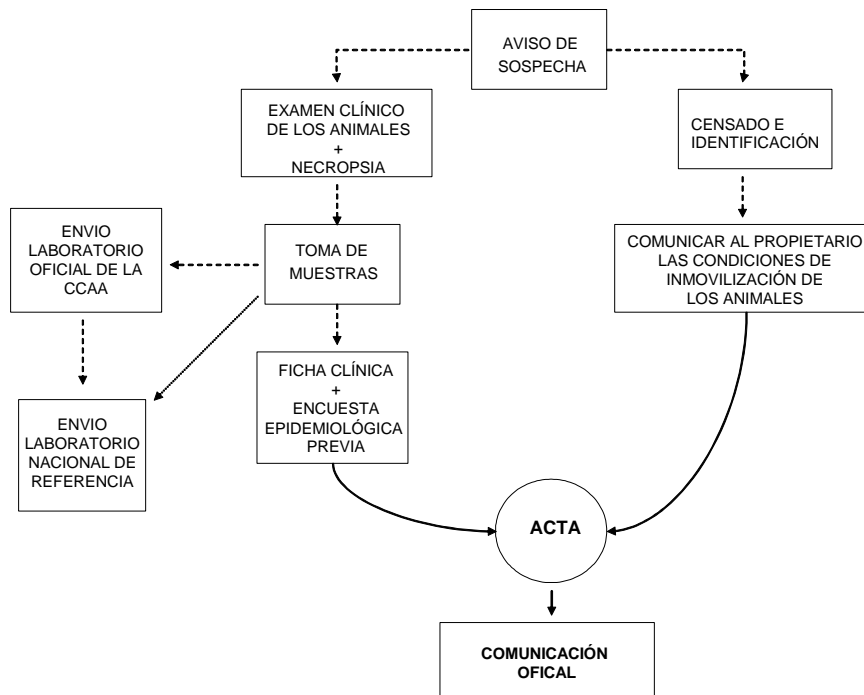 AVISO DE
SOSPECHA
EXAMEN CLÍNICO
DE LOS ANIMALES
+
NECROPSIA
CENSADO E
IDENTIFICACIÓN
ENVIO
LABORATORIO
OFICIAL DE LA
CCAA
TOMA DE
MUESTRAS
COMUNICAR AL PROPIETARIO
LAS CONDICIONES DE
INMOVILIZACIÓN DE
LOS ANIMALES
ENVIO
LABORATORIO
NACIONAL DE
REFERENCIA
FICHA CLÍNICA
+
ENCUESTA
EPIDEMIOLÓGICA
PREVIA
ACTA
COMUNICACIÓN
OFICAL